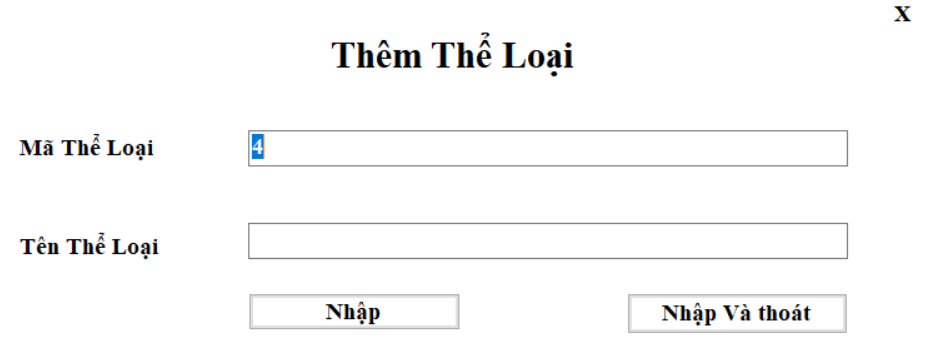 X
Thêm Thể Loại
Mã Thể Loại 4
Tên Thể Loại
Nhập Nhập Và thoát